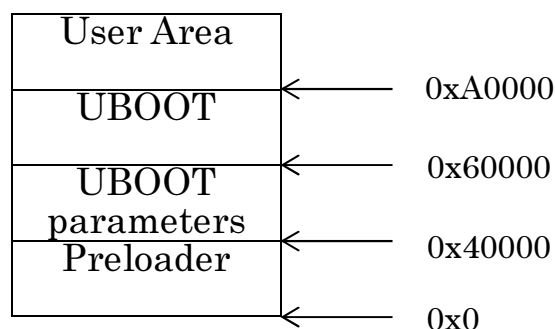 User Area
0xA0000
UBOOT
0x60000
UBOOT
parameters
0x40000
Preloader
0x0